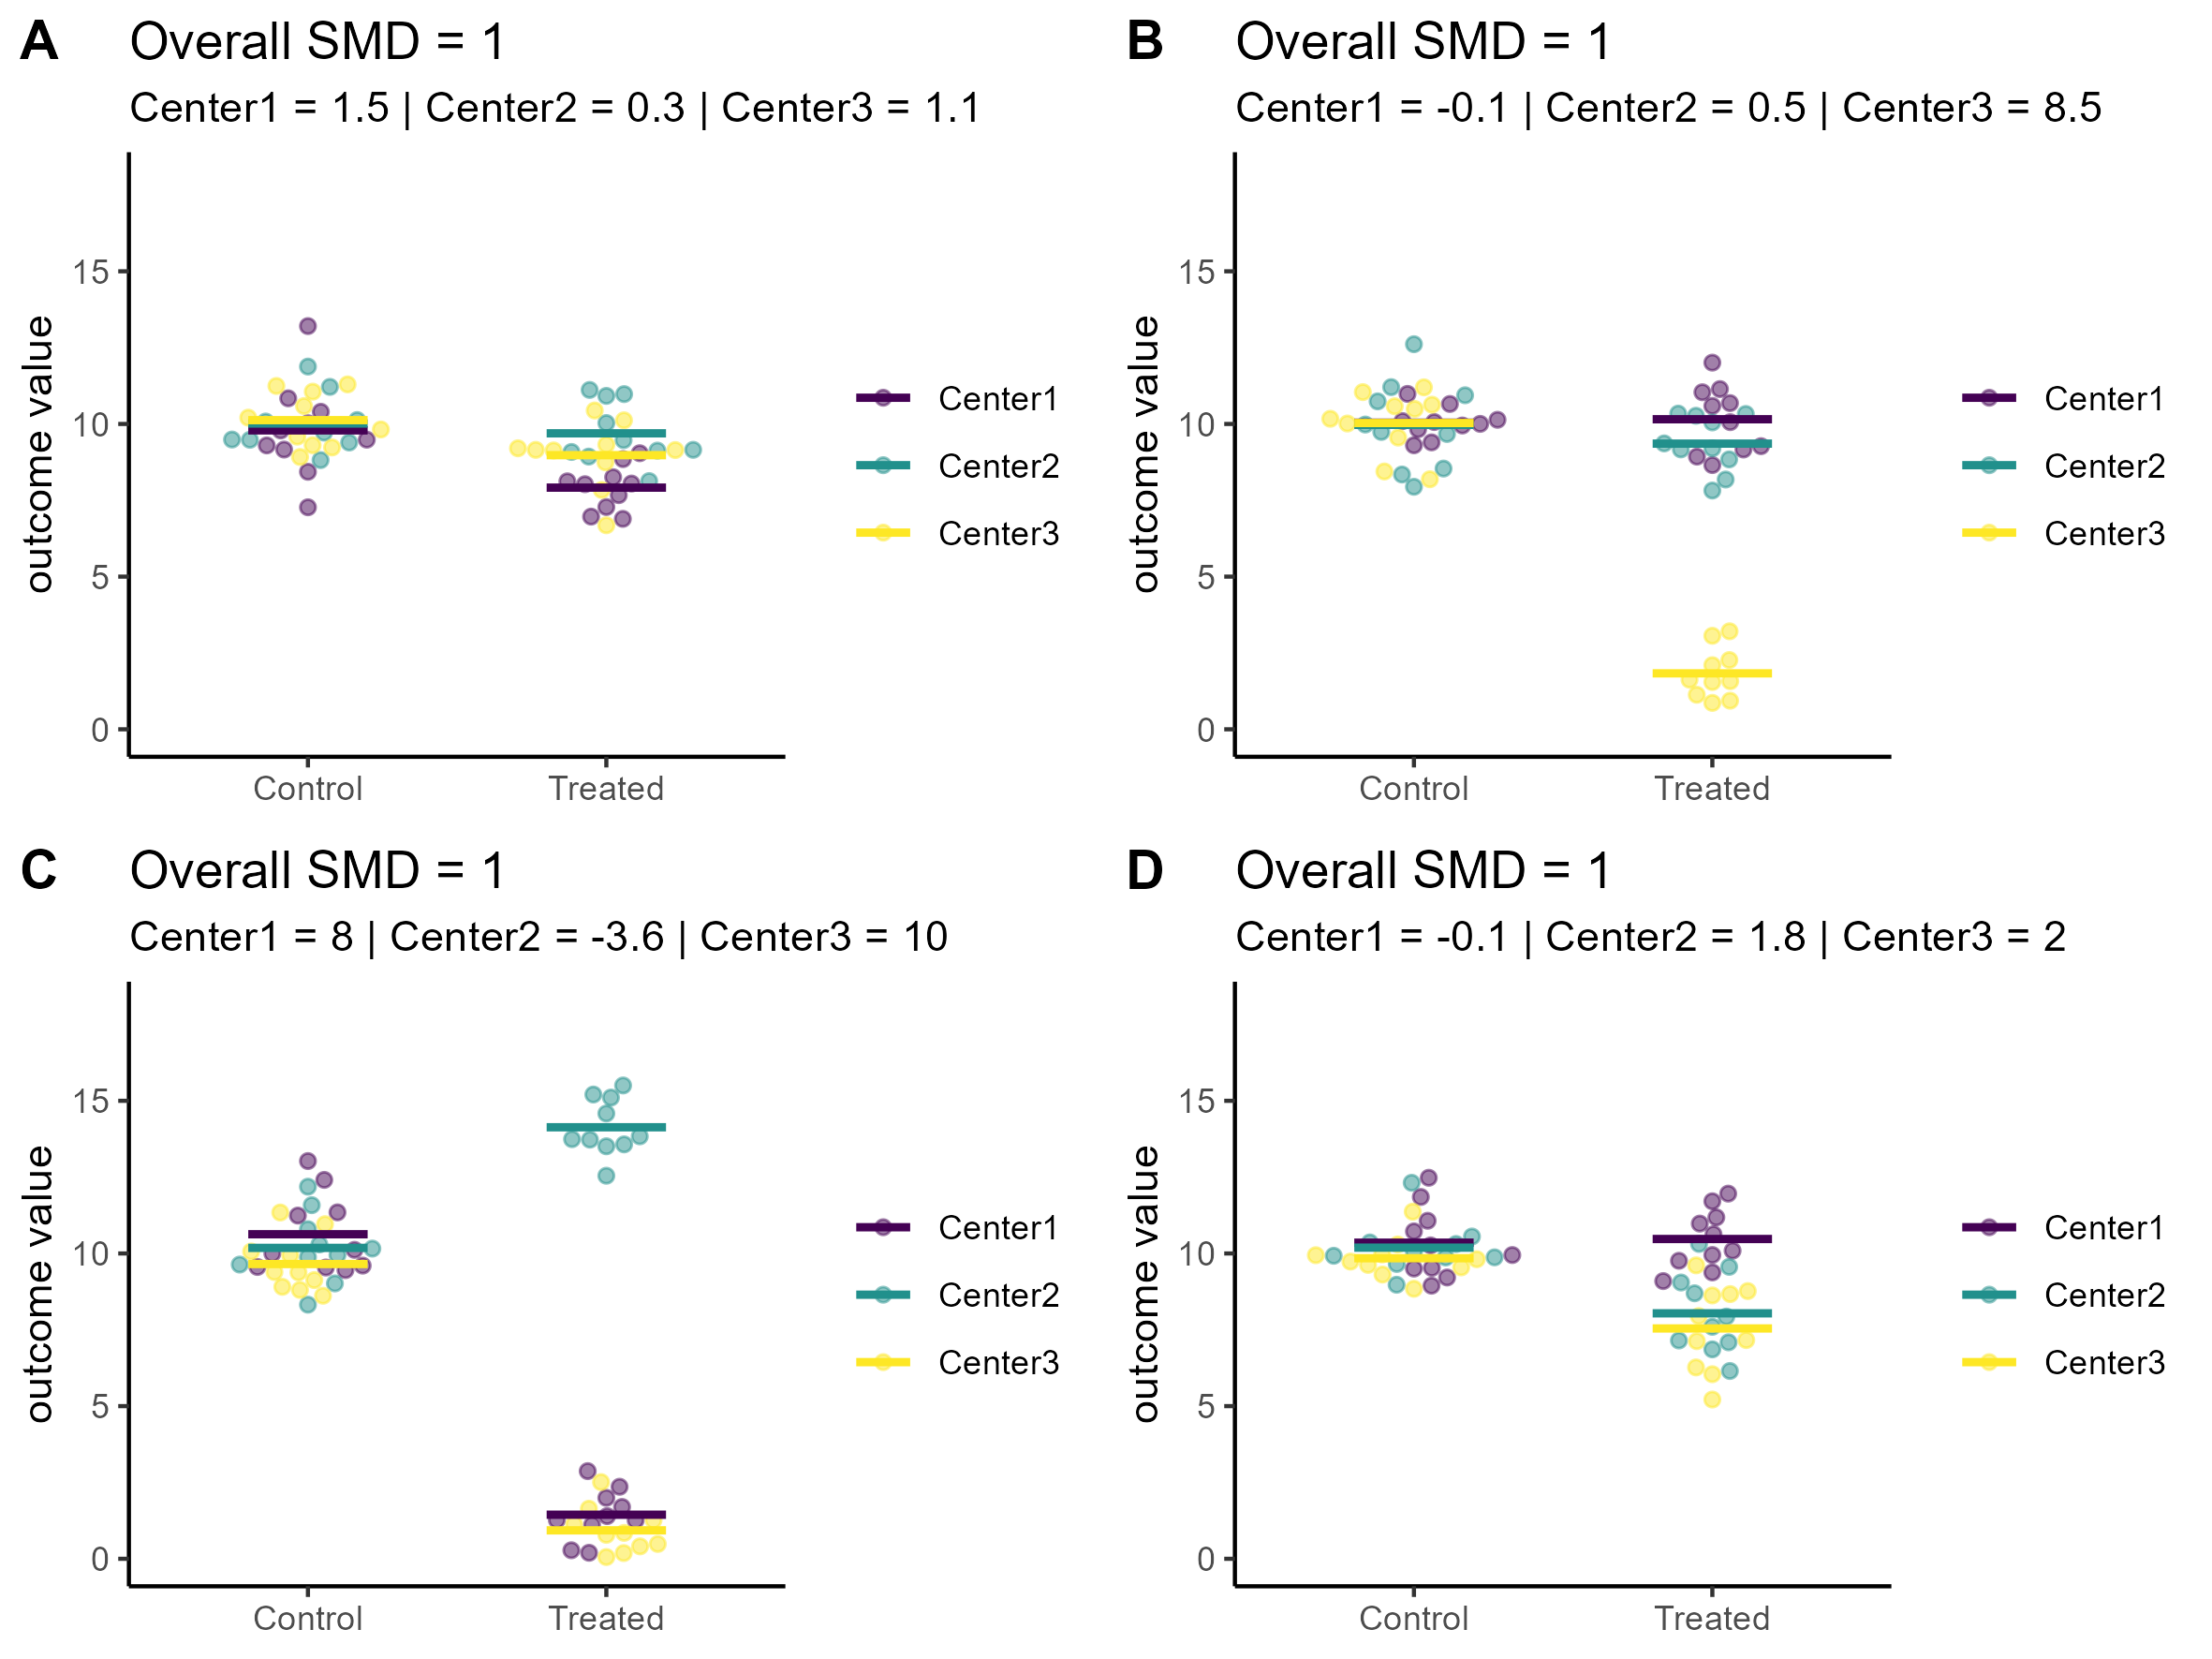 A
Overall SMD = 1
Center1 = 1.5 | Center2 = 0.3 | Center3 = 1.1
outcome value
15
10
5
0
Control
Treated
Center1
Center2
Center3
B
Overall SMD = 1
Center1 = -0.1 | Center2 = 0.5 | Center3 = 8.5
outcome value
15
10
5
0
Control
Treated
Center1
Center2
Center3
C
Overall SMD = 1
Center1 = 8 | Center2 = -3.6 | Center3 = 10
outcome value
15
10
5
0
Control
Treated
Center1
Center2
Center3
D
Overall SMD = 1
Center1 = -0.1 | Center2 = 1.8 | Center3 = 2
outcome value
15
10
5
0
Control
Treated
Center1
Center2
Center3